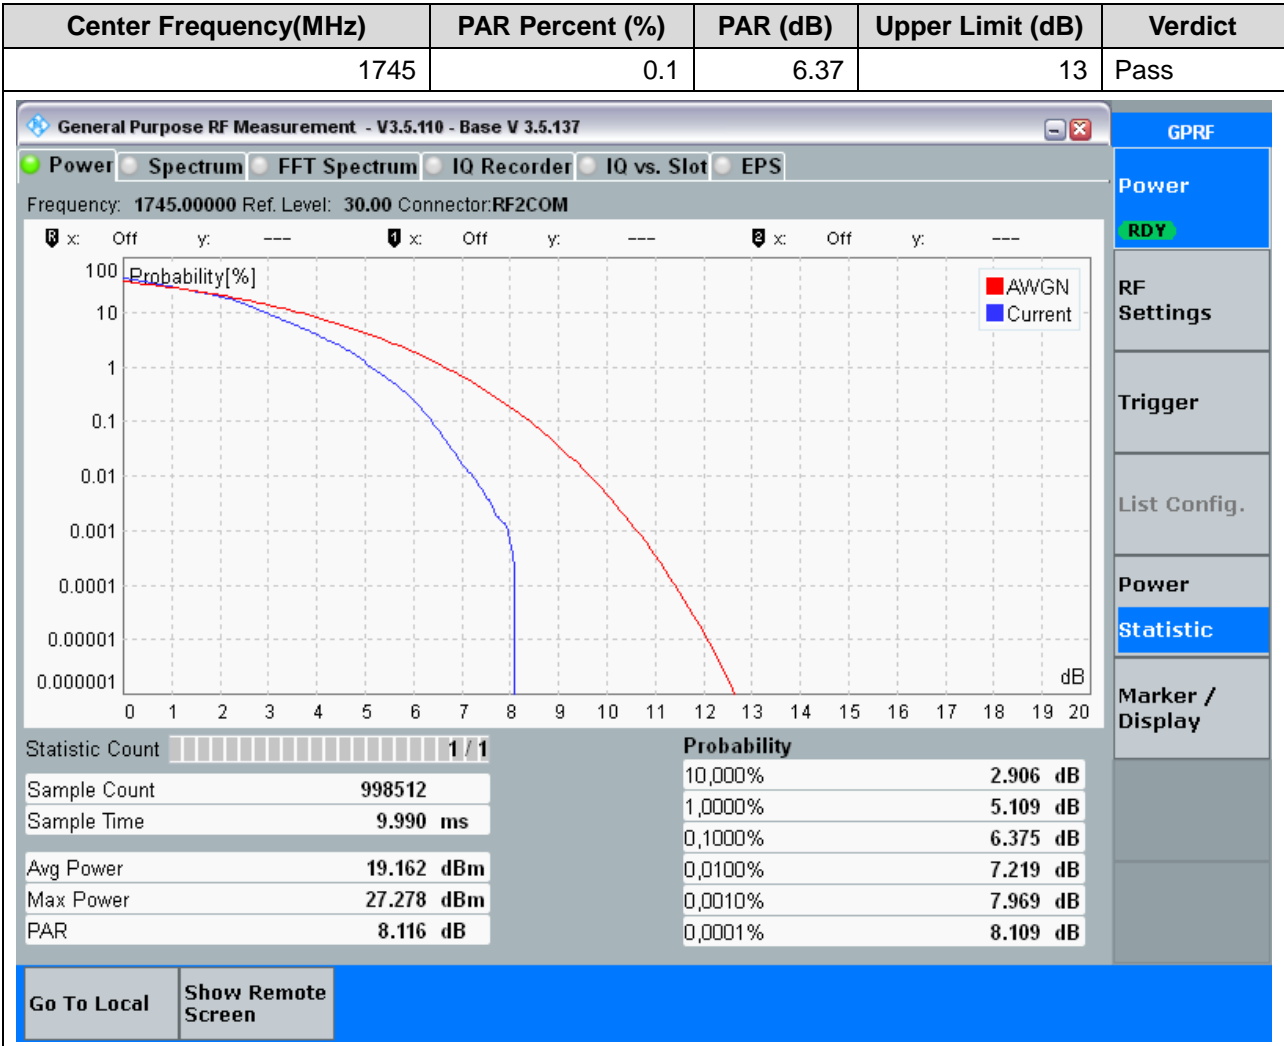 Center Frequency(MHz) PAR Percent (%) PAR (dB) Upper Limit (dB) Verdict
1745 0.1 6.37 13 Pass
General Purpose RF Measurement - V3.5.110 - Base V 3.5.137
GPRF
Power Spectrum FFT Spectrum IQ Recorder IQ vs. Slot EPS
Power
RDY
Frequency: 1745.00000 Ref. Level: 30.00 Connector:RF2COM
R x: Off y: --- 1 x: Off y: --- 2 x: Off y: ---
Probability[%]
AWGN
Current
100
10
1
0.1
0.01
0.001
0.0001
0.00001
0.000001
dB
0 1 2 3 4 5 6 7 8 9 10 11 12 13 14 15 16 17 18 19 20
RF
Settings
Trigger
List Config.
Power
Statistic
Marker /
Display
Statistic Count 1 / 1
Sample Count 998512
Sample Time 9.990 ms
Avg Power 19.162 dBm
Max Power 27.278 dBm
PAR 8.116 dB
Probability
10,000% 2.906 dB
1,0000% 5.109 dB
0,1000% 6.375 dB
0,0100% 7.219 dB
0,0010% 7.969 dB
0,0001% 8.109 dB
Go To Local
Show Remote
Screen